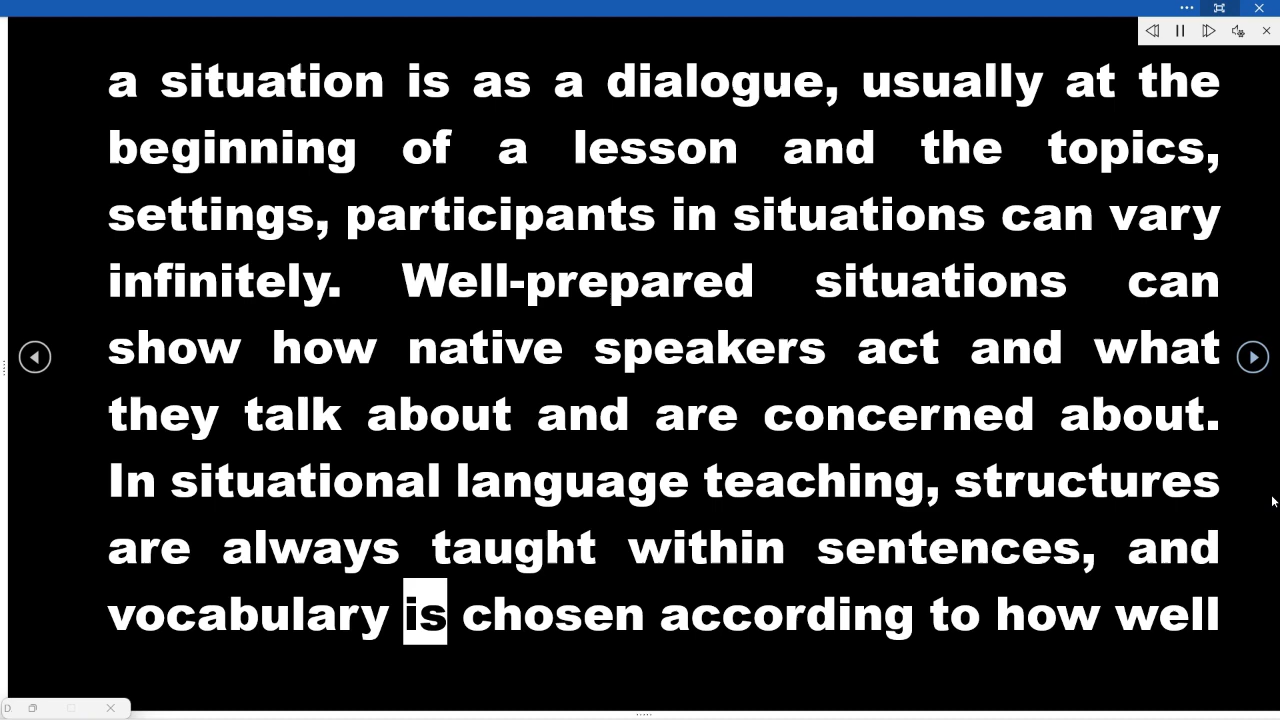 a situation is as a dialogue, usually at the
beginning of a lesson and the topics,
settings, participants in situations can vary
infinitely. Well-prepared situations can
show how native speakers act and what
they talk about and are concerned about.
In situational language teaching, structures
are always taught within sentences, and
vocabulary is chosen according to how well
D